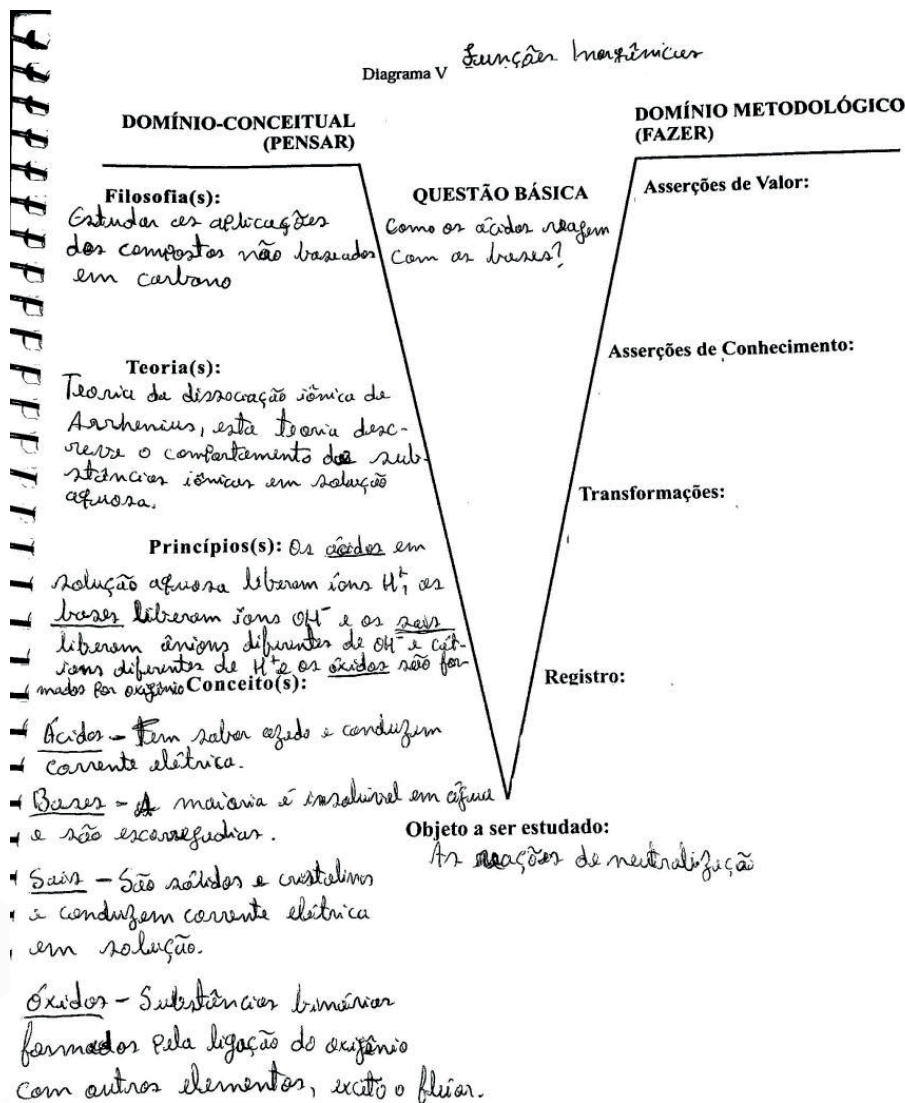 Diagrama V Funções Inorgânicas
DOMÍNIO-CONCEITUAL
(PENSAR)
Filosofia(s):
Estudar as aplicações
dos compostos não baseados
em carbono
Teoria(s):
Teoria da dissociação iônica de
Arrhenius, esta teoria desc-
reve o comportamento das sub-
stâncias iônicas em solução
aquosa.
Princípios(s): Os ácidos em
solução aquosa liberam íons H⁺, as
bases liberam íons OH⁻ e os sais
liberam ânions diferentes de OH⁻ e cát-
ions diferentes de H⁺ e os óxidos são for-
mados por oxigênio
Conceito(s):
Ácidos - Tem sabor azedo e conduzem
corrente elétrica.
Bases - A maioria é insolúvel em água
e são escorregadias.
Sais - São sólidos e cristalinos
e conduzem corrente elétrica
em solução.
Óxidos - Substâncias binárias
formados pela ligação do oxigênio
com outros elementos, exceto o flúor.
QUESTÃO BÁSICA
Como os ácidos reagem
com as bases?
Objeto a ser estudado:
As reações de neutralização
DOMÍNIO METODOLÓGICO
(FAZER)
Asserções de Valor:
Asserções de Conhecimento:
Transformações:
Registro: